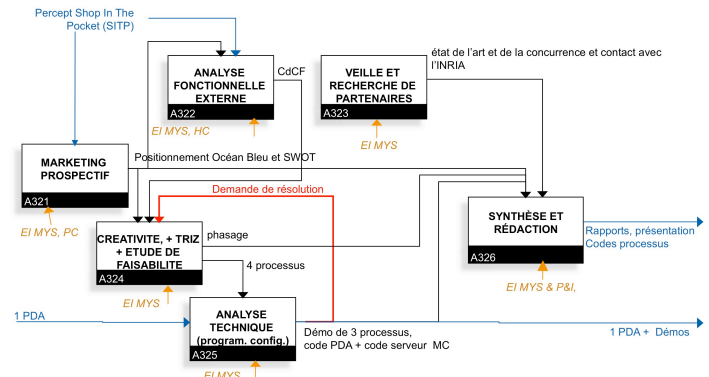 Percept Shop In The
Pocket (SITP)
ANALYSE
FONCTIONNELLE
EXTERNE
A322
CdCF
EI MYS, HC
VEILLE ET
RECHERCHE DE
PARTENAIRES
A323
EI MYS
état de l'art et de la concurrence et contact avec
l'INRIA
MARKETING
PROSPECTIF
A321
EI MYS, PC
Positionnement Océan Bleu et SWOT
Demande de résolution
CREATIVITE, + TRIZ
+ ETUDE DE
FAISABILITE
A324
EI MYS
phasage
4 processus
SYNTHÈSE ET
RÉDACTION
A326
EI MYS & P&I,
Rapports, présentation
Codes processus
1 PDA
ANALYSE
TECHNIQUE
(program. config.)
A325
EI MYS
Démo de 3 processus,
code PDA + code serveur MC
1 PDA + Démos